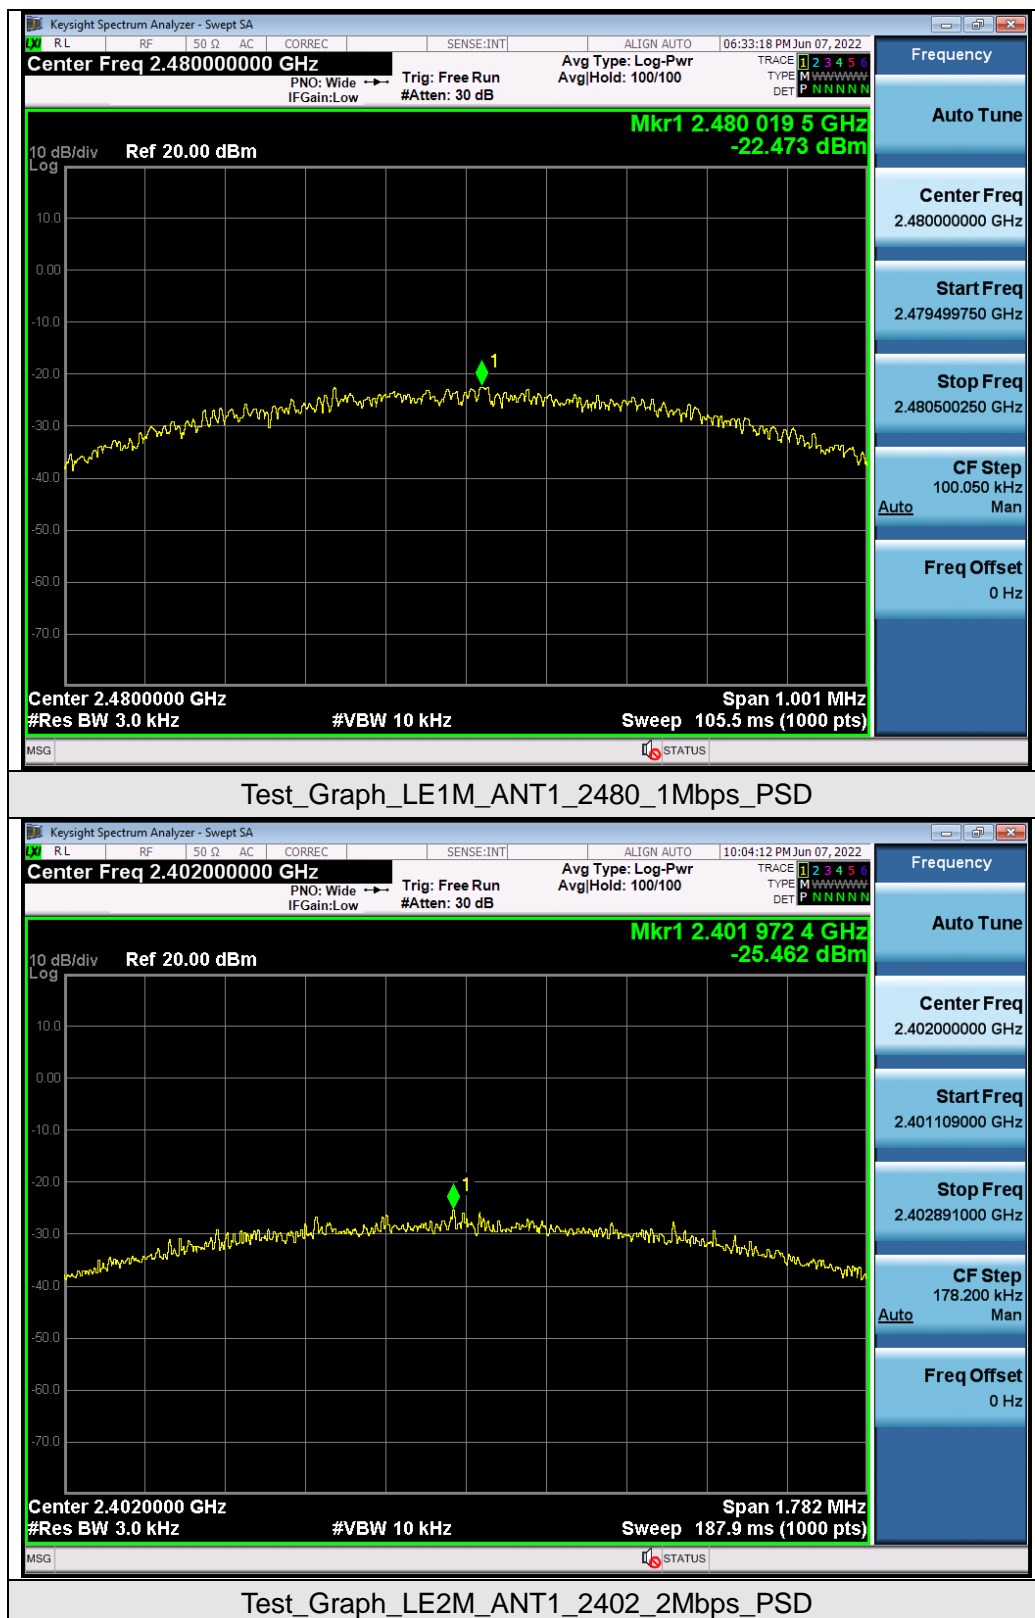 Keysight Spectrum Analyzer - Swept SA
LXI RL RF 50 Ω AC CORREC SENSE:INT ALIGN AUTO 06:33:18 PM Jun 07, 2022
Center Freq 2.480000000 GHz
PNO: Wide
IFGain:Low
Trig: Free Run
#Atten: 30 dB
Avg Type: Log-Pwr
Avg|Hold: 100/100
TRACE 1 2 3 4 5 6
TYPE M WWWWW
DET P N N N N N
Mkr1 2.480 019 5 GHz
-22.473 dBm
10 dB/div Ref 20.00 dBm
Log
10.0
0.00
-10.0
-20.0
1
-30.0
-40.0
-50.0
-60.0
-70.0
Center 2.4800000 GHz Span 1.001 MHz
#Res BW 3.0 kHz #VBW 10 kHz Sweep 105.5 ms (1000 pts)
MSG STATUS
Frequency
Auto Tune
Center Freq
2.480000000 GHz
Start Freq
2.479499750 GHz
Stop Freq
2.480500250 GHz
CF Step
100.050 kHz
Auto Man
Freq Offset
0 Hz
Test_Graph_LE1M_ANT1_2480_1Mbps_PSD
Keysight Spectrum Analyzer - Swept SA
LXI RL RF 50 Ω AC CORREC SENSE:INT ALIGN AUTO 10:04:12 PM Jun 07, 2022
Center Freq 2.402000000 GHz
PNO: Wide
IFGain:Low
Trig: Free Run
#Atten: 30 dB
Avg Type: Log-Pwr
Avg|Hold: 100/100
TRACE 1 2 3 4 5 6
TYPE M WWWWW
DET P N N N N N
Mkr1 2.401 972 4 GHz
-25.462 dBm
10 dB/div Ref 20.00 dBm
Log
10.0
0.00
-10.0
-20.0
1
-30.0
-40.0
-50.0
-60.0
-70.0
Center 2.4020000 GHz Span 1.782 MHz
#Res BW 3.0 kHz #VBW 10 kHz Sweep 187.9 ms (1000 pts)
MSG STATUS
Frequency
Auto Tune
Center Freq
2.402000000 GHz
Start Freq
2.401109000 GHz
Stop Freq
2.402891000 GHz
CF Step
178.200 kHz
Auto Man
Freq Offset
0 Hz
Test_Graph_LE2M_ANT1_2402_2Mbps_PSD